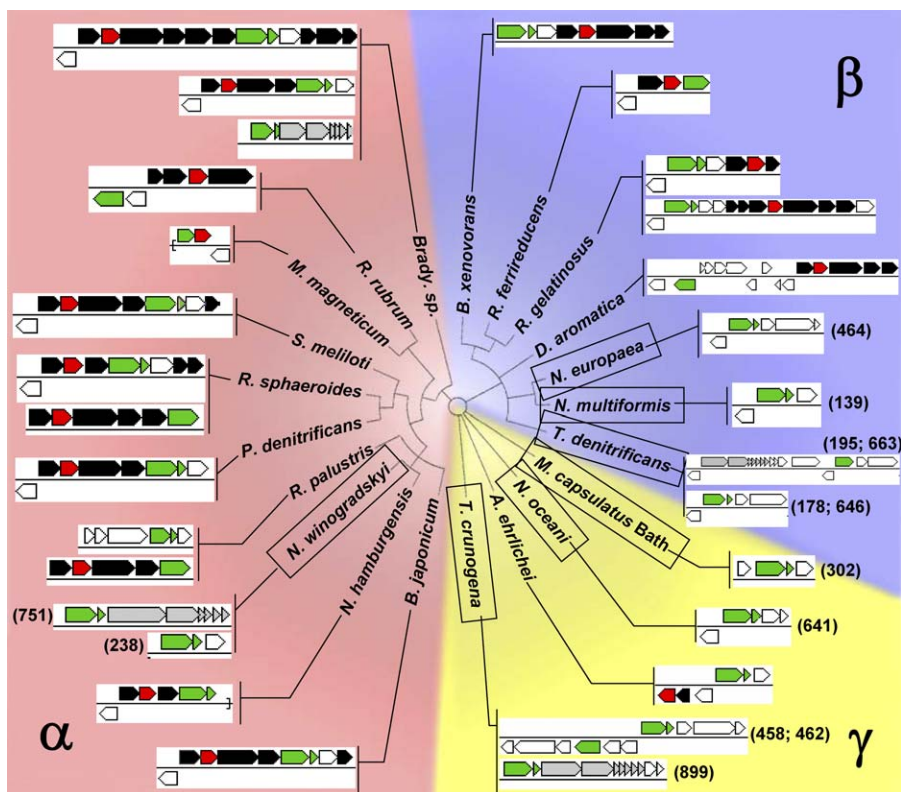 β
B. xenovorans
R. ferrireducens
R. gelatinosus
D. aromatica
N. europaea
(464)
N. multiformis
(139)
T. denitrificans
(195; 663)
(178; 646)
M. capsulatus Bath
(302)
N. oceani
(641)
A. ehrlichei
T. crunogena
(458; 462)
(899)
γ
Brady. sp.
R. rubrum
M. magneticum
S. meliloti
R. sphaeroides
P. denitrificans
R. palustris
N. winogradskyi
(751)
(238)
N. hamburgensis
B. japonicum
α